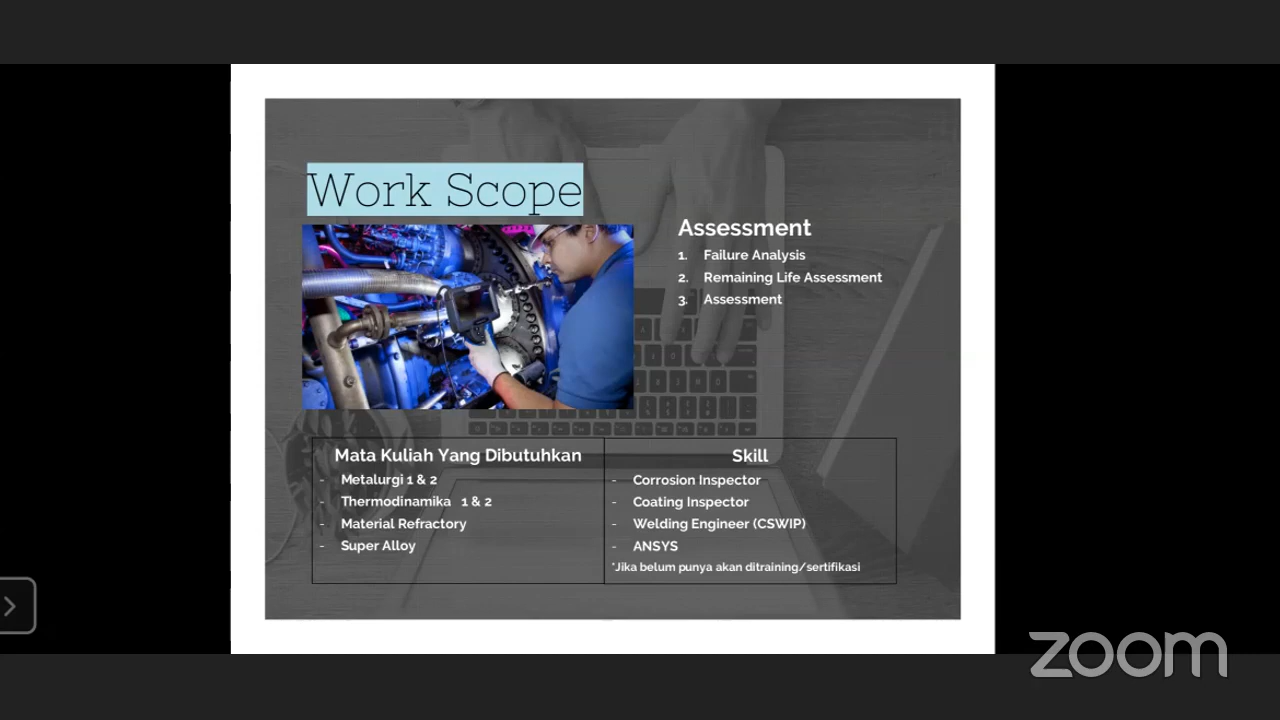 Work Scope
Assessment
1. Failure Analysis
2. Remaining Life Assessment
3. Assessment
Mata Kuliah Yang Dibutuhkan
- Metalurgi 1 & 2
- Thermodinamika 1 & 2
- Material Refractory
- Super Alloy
Skill
- Corrosion Inspector
- Coating Inspector
- Welding Engineer (CSWIP)
- ANSYS
*Jika belum punya akan ditraining/sertifikasi
zoom